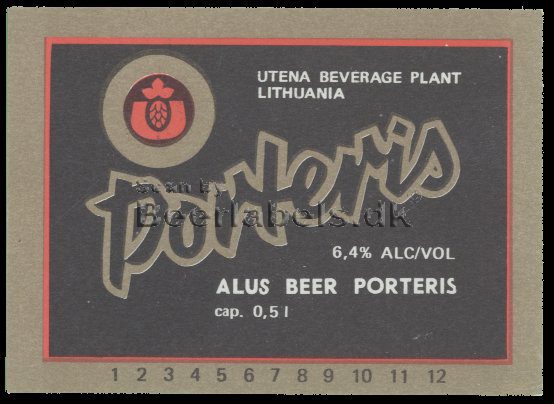 UTENA BEVERAGE PLANT
LITHUANIA
Porteris
Scan by
Beerlabels.dk
6,4% ALC/VOL
ALUS BEER PORTERIS
cap. 0,5 l
1 2 3 4 5 6 7 8 9 10 11 12